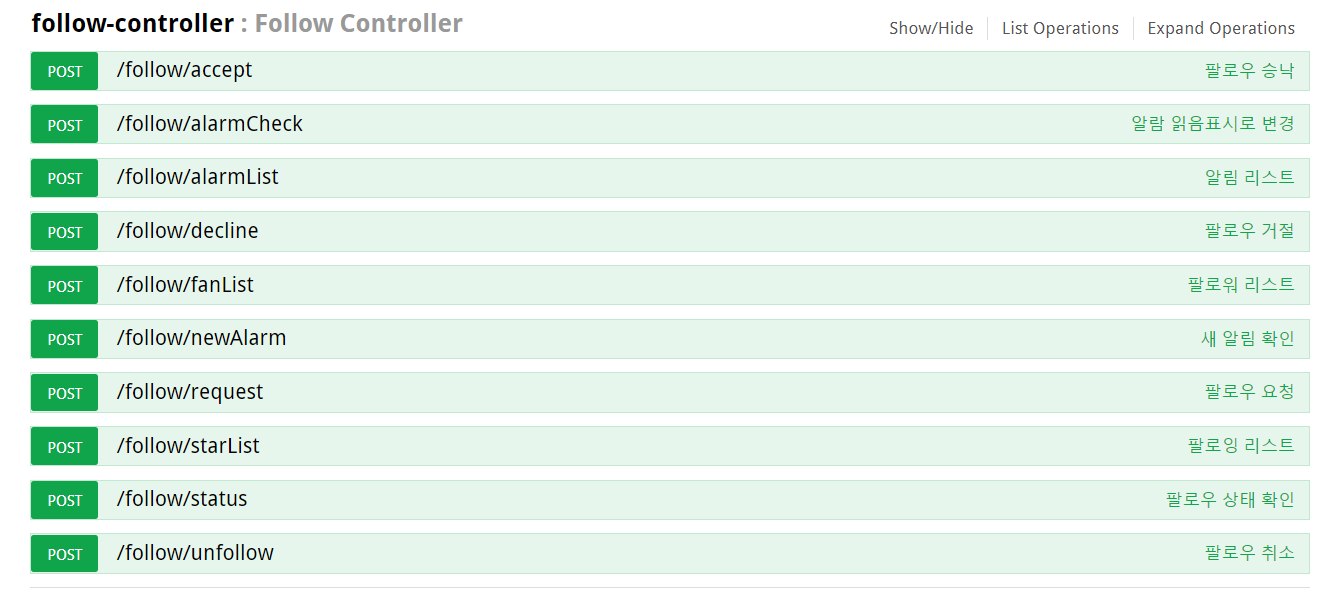 follow-controller : Follow Controller Show/Hide List Operations Expand Operations
POST /follow/accept 팔로우 승낙
POST /follow/alarmCheck 알람 읽음표시로 변경
POST /follow/alarmList 알림 리스트
POST /follow/decline 팔로우 거절
POST /follow/fanList 팔로워 리스트
POST /follow/newAlarm 새 알림 확인
POST /follow/request 팔로우 요청
POST /follow/starList 팔로잉 리스트
POST /follow/status 팔로우 상태 확인
POST /follow/unfollow 팔로우 취소